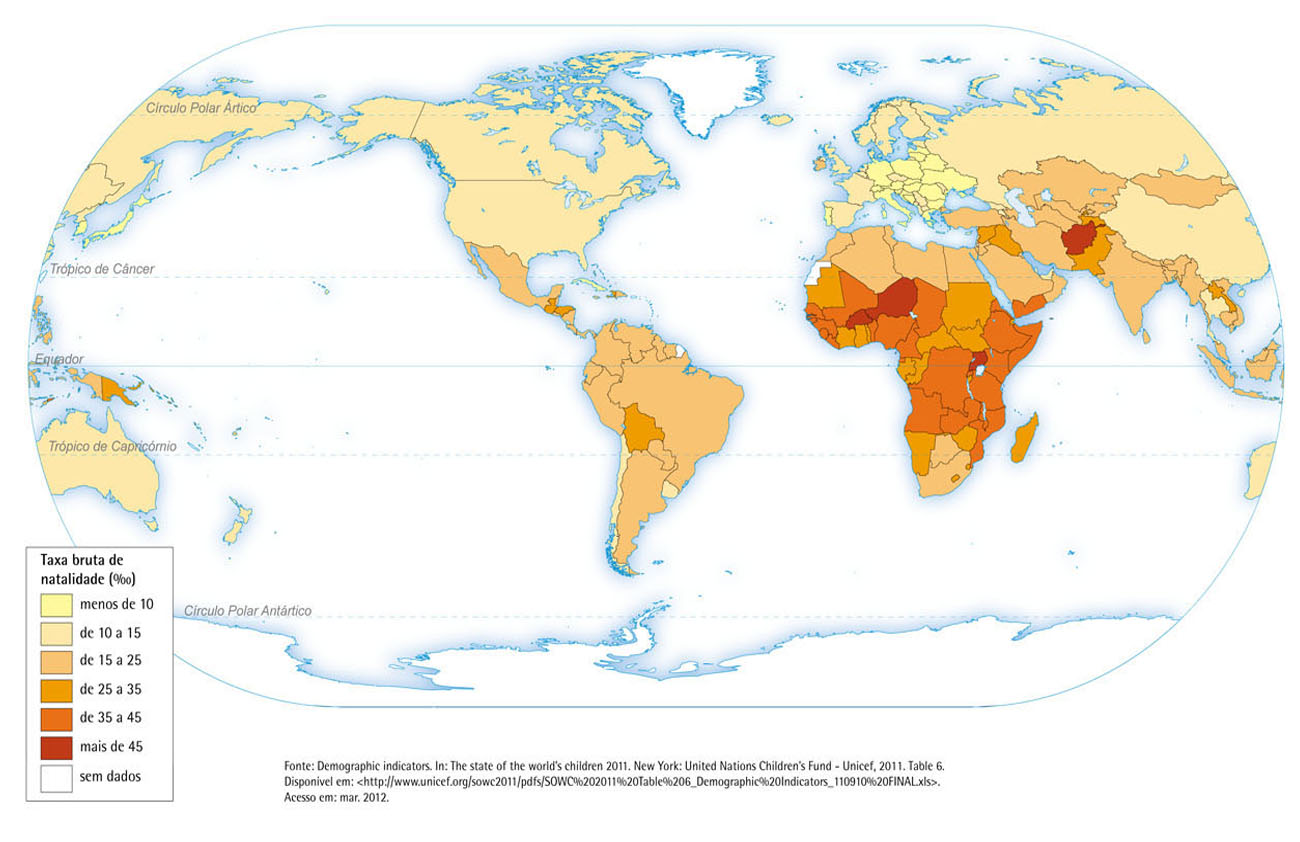 Círculo Polar Ártico
Trópico de Câncer
Equador
Trópico de Capricórnio
Círculo Polar Antártico
Taxa bruta de
natalidade (‰)
menos de 10
de 10 a 15
de 15 a 25
de 25 a 35
de 35 a 45
mais de 45
sem dados
Fonte: Demographic indicators. In: The state of the world's children 2011. New York: United Nations Children's Fund - Unicef, 2011. Table 6.
Disponivel em: <http://www.unicef.org/sowc2011/pdfs/SOWC%202011%20Table%206_Demographic%20Indicators_110910%20FINAL.xls>.
Acesso em: mar. 2012.